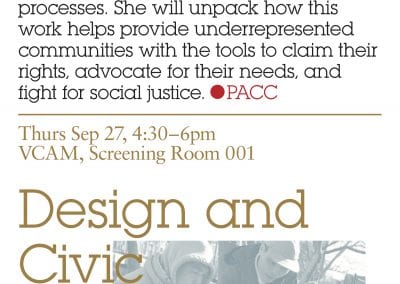 processes. She will unpack how this
work helps provide underrepresented
communities with the tools to claim their
rights, advocate for their needs, and
fight for social justice. ●PACC
Thurs Sep 27, 4:30–6pm
VCAM, Screening Room 001
Design and
Civic